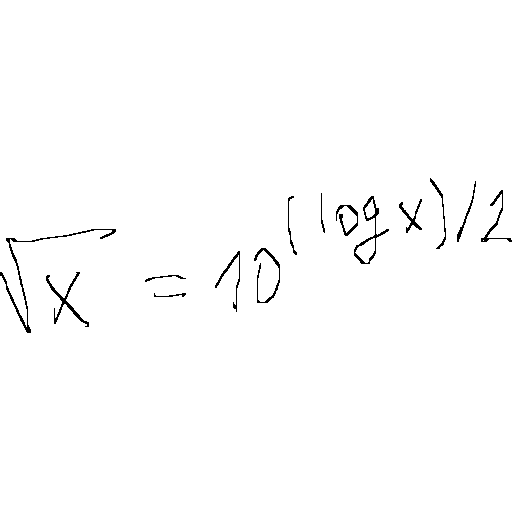 √x = 10^{(log x)/2}